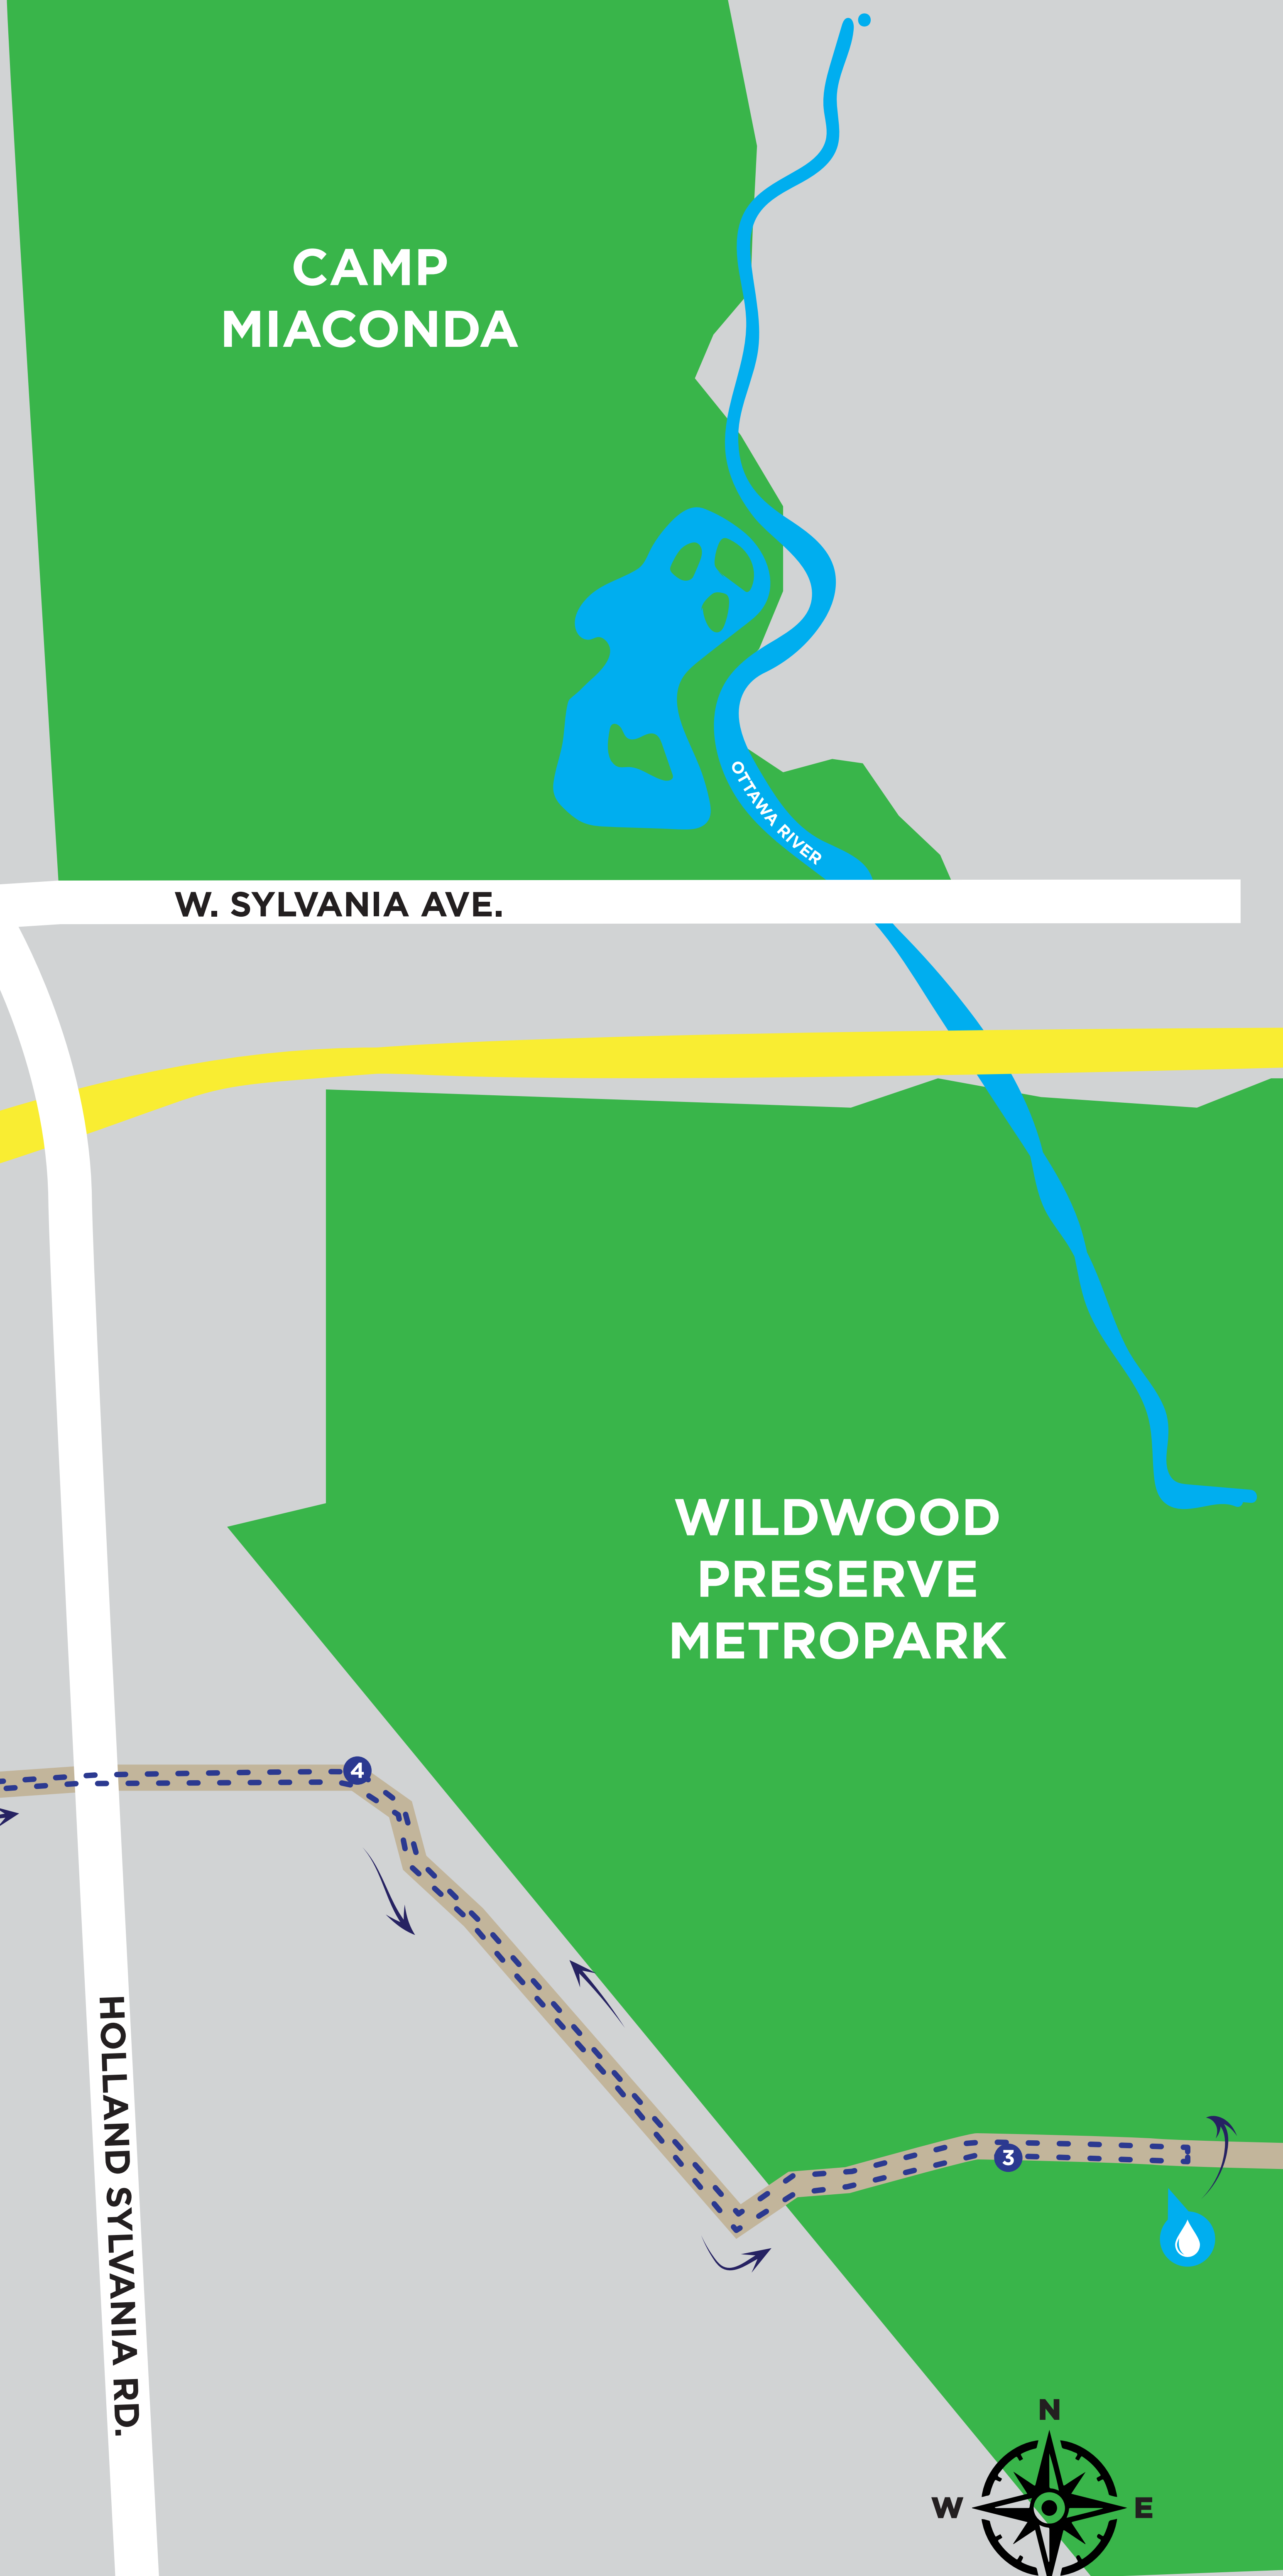 CAMP
MIACONDA
OTTAWA RIVER
W. SYLVANIA AVE.
WILDWOOD
PRESERVE
METROPARK
4
HOLLAND SYLVANIA RD.
3
N
W
E